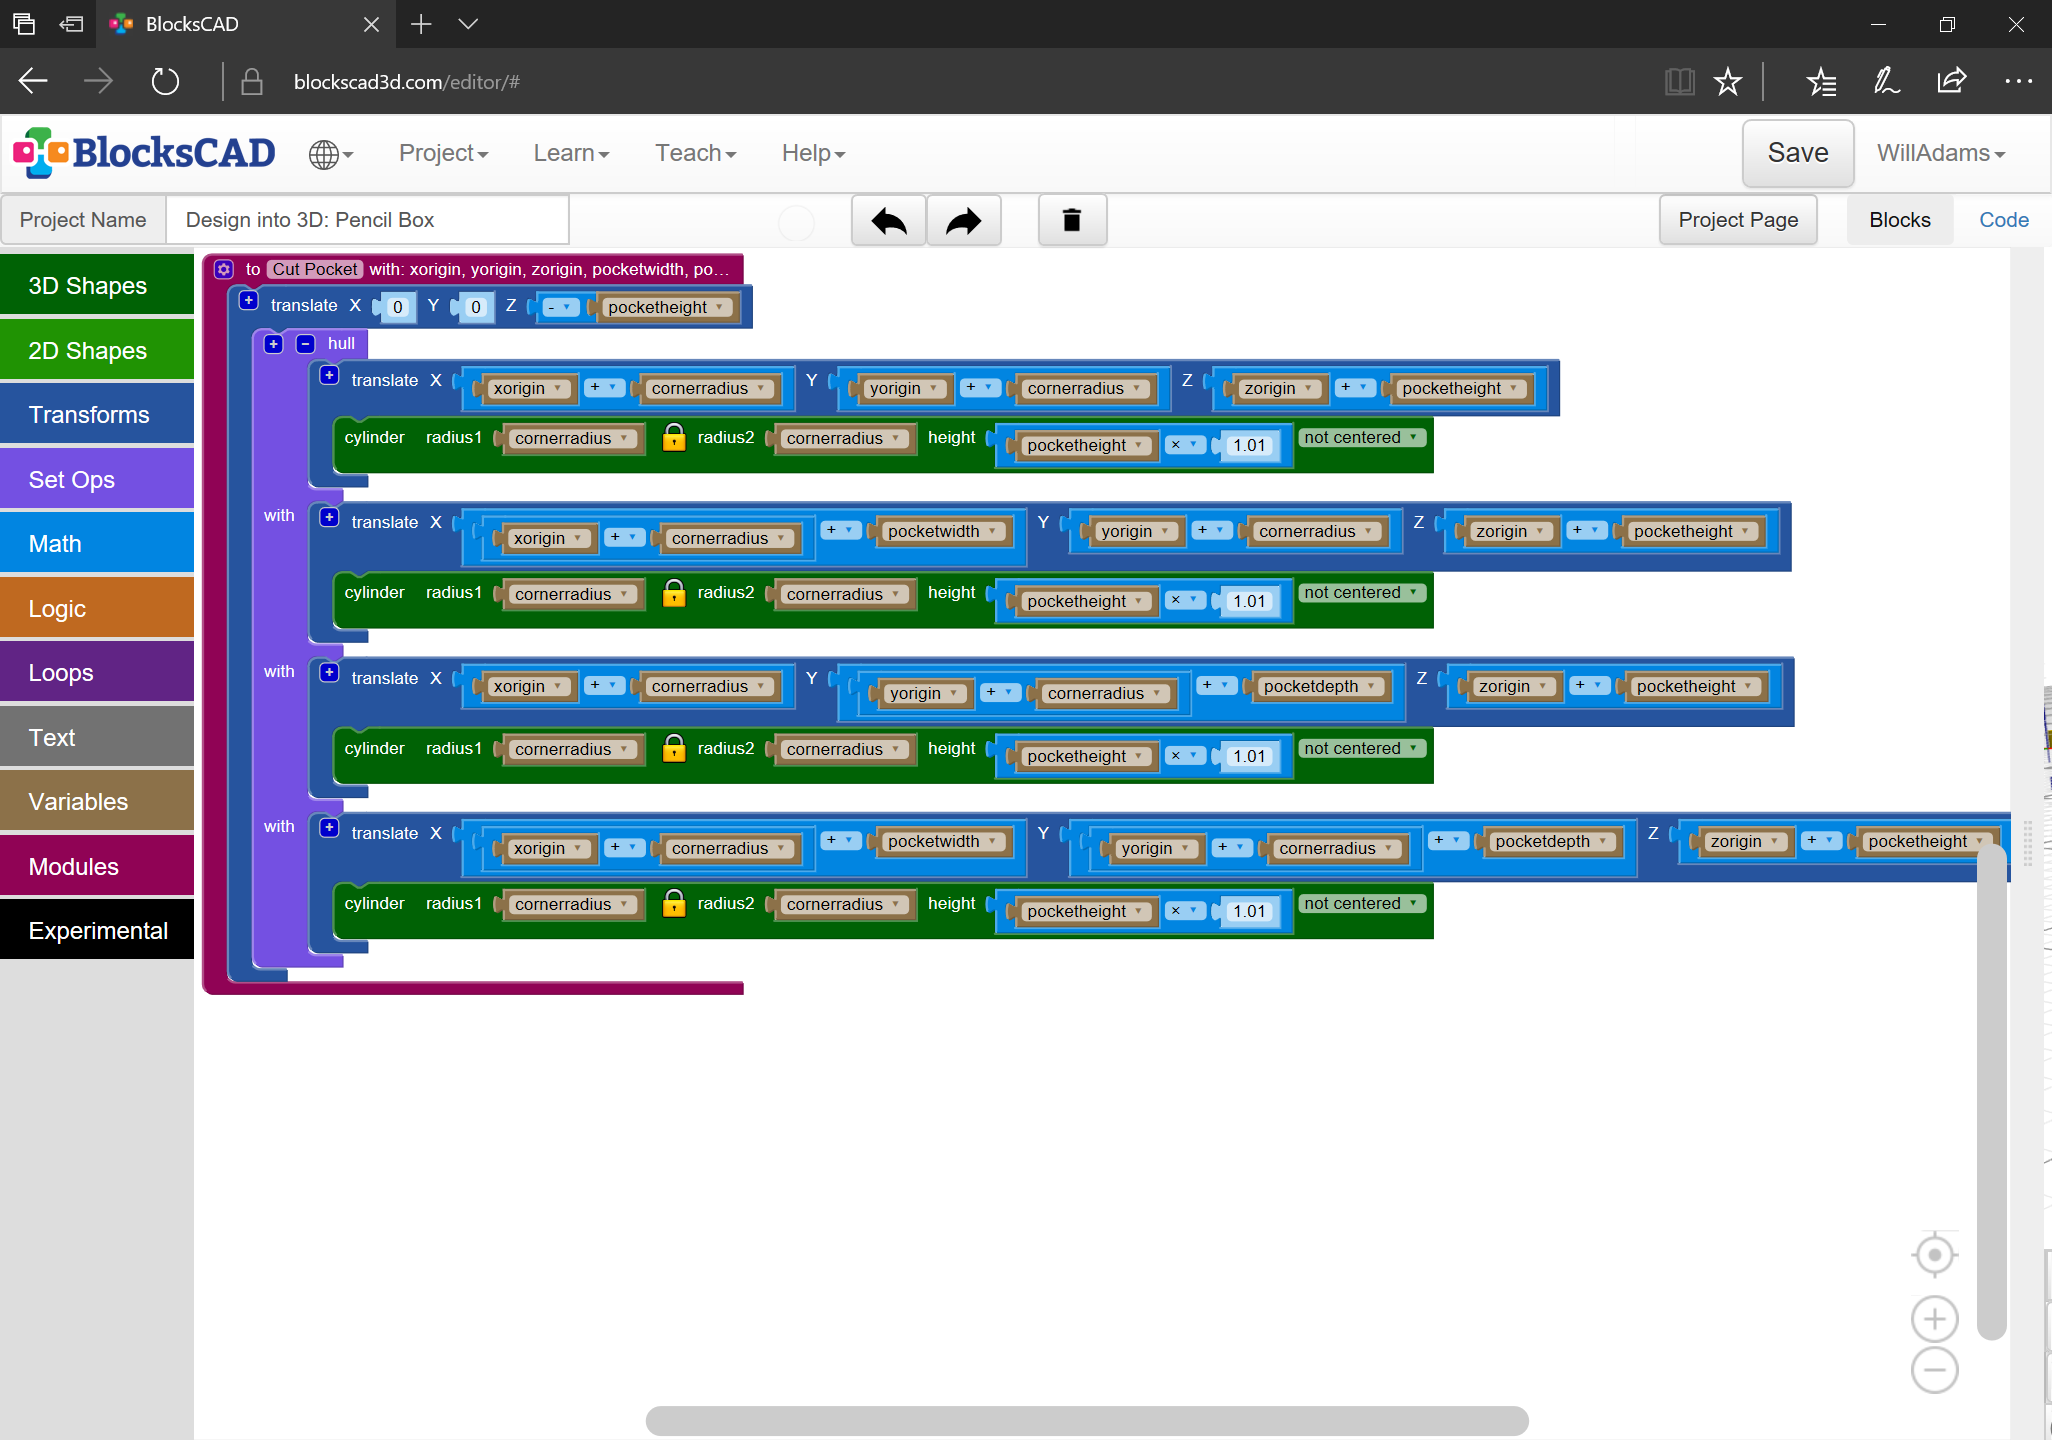 BlocksCAD
blockscad3d.com/editor/#
BlocksCAD Project Learn Teach Help Save WillAdams
Project Name Design into 3D: Pencil Box Project Page Blocks Code
3D Shapes
2D Shapes
Transforms
Set Ops
Math
Logic
Loops
Text
Variables
Modules
Experimental
to Cut Pocket with: xorigin, yorigin, zorigin, pocketwidth, po...
translate X 0 Y 0 Z - pocketheight
hull
translate X xorigin + cornerradius Y yorigin + cornerradius Z zorigin + pocketheight
cylinder radius1 cornerradius radius2 cornerradius height pocketheight × 1.01 not centered
with translate X xorigin + cornerradius + pocketwidth Y yorigin + cornerradius Z zorigin + pocketheight
cylinder radius1 cornerradius radius2 cornerradius height pocketheight × 1.01 not centered
with translate X xorigin + cornerradius Y yorigin + cornerradius + pocketdepth Z zorigin + pocketheight
cylinder radius1 cornerradius radius2 cornerradius height pocketheight × 1.01 not centered
with translate X xorigin + cornerradius + pocketwidth Y yorigin + cornerradius + pocketdepth Z zorigin + pocketheight
cylinder radius1 cornerradius radius2 cornerradius height pocketheight × 1.01 not centered